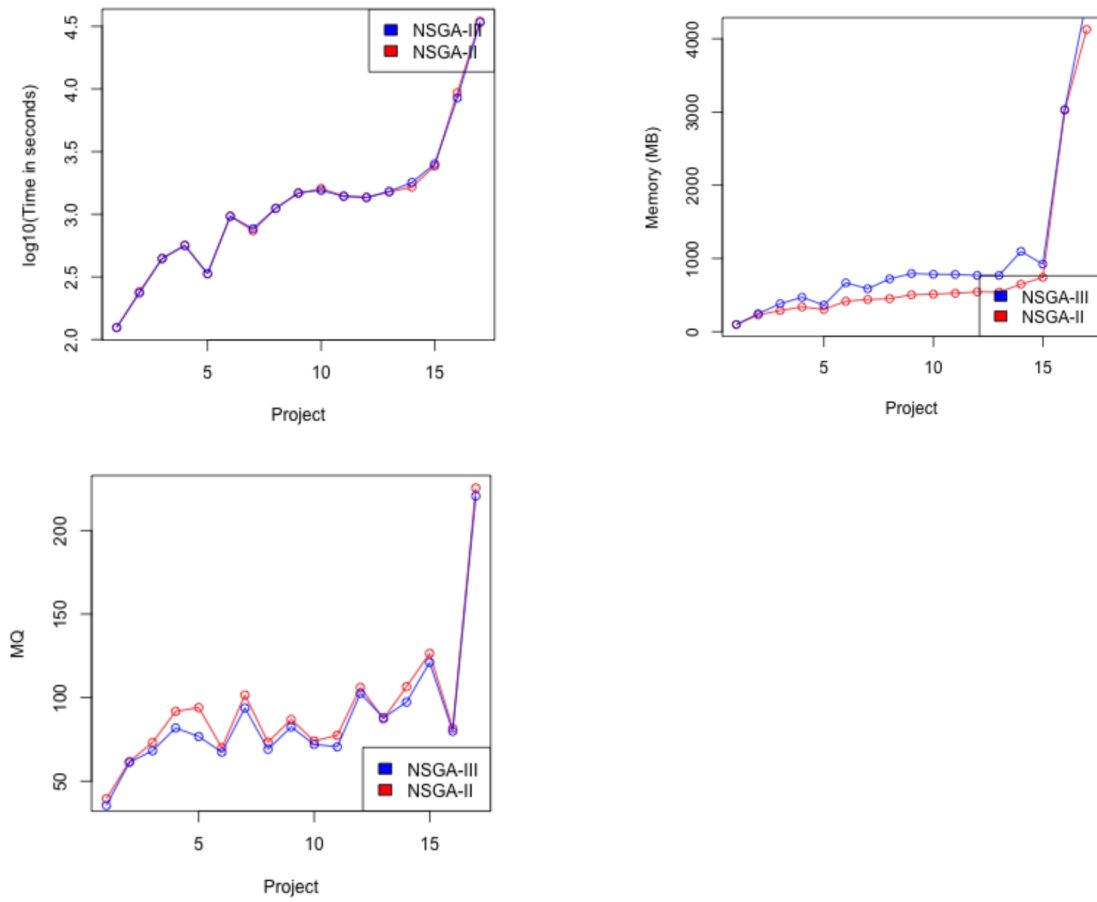 log10(Time in seconds)
4.5
4.0
3.5
3.0
2.5
2.0
NSGA-III
NSGA-II
5 10 15
Project
Memory (MB)
4000
3000
2000
1000
0
NSGA-III
NSGA-II
5 10 15
Project
MQ
200
150
100
50
NSGA-III
NSGA-II
5 10 15
Project